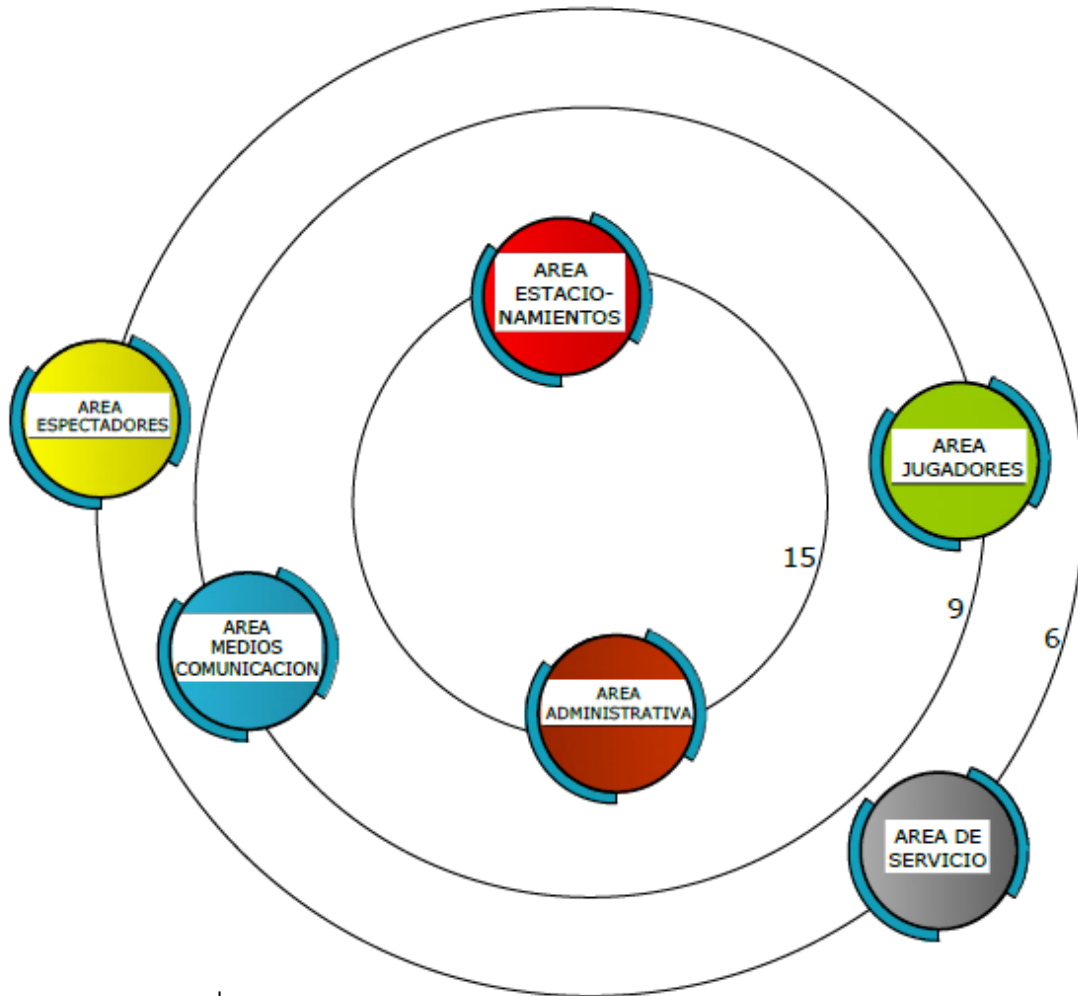 AREA
ESTACIO-
NAMIENTOS
AREA
ESPECTADORES
AREA
JUGADORES
15
9
6
AREA
MEDIOS
COMUNICACION
AREA
ADMINISTRATIVA
AREA DE
SERVICIO